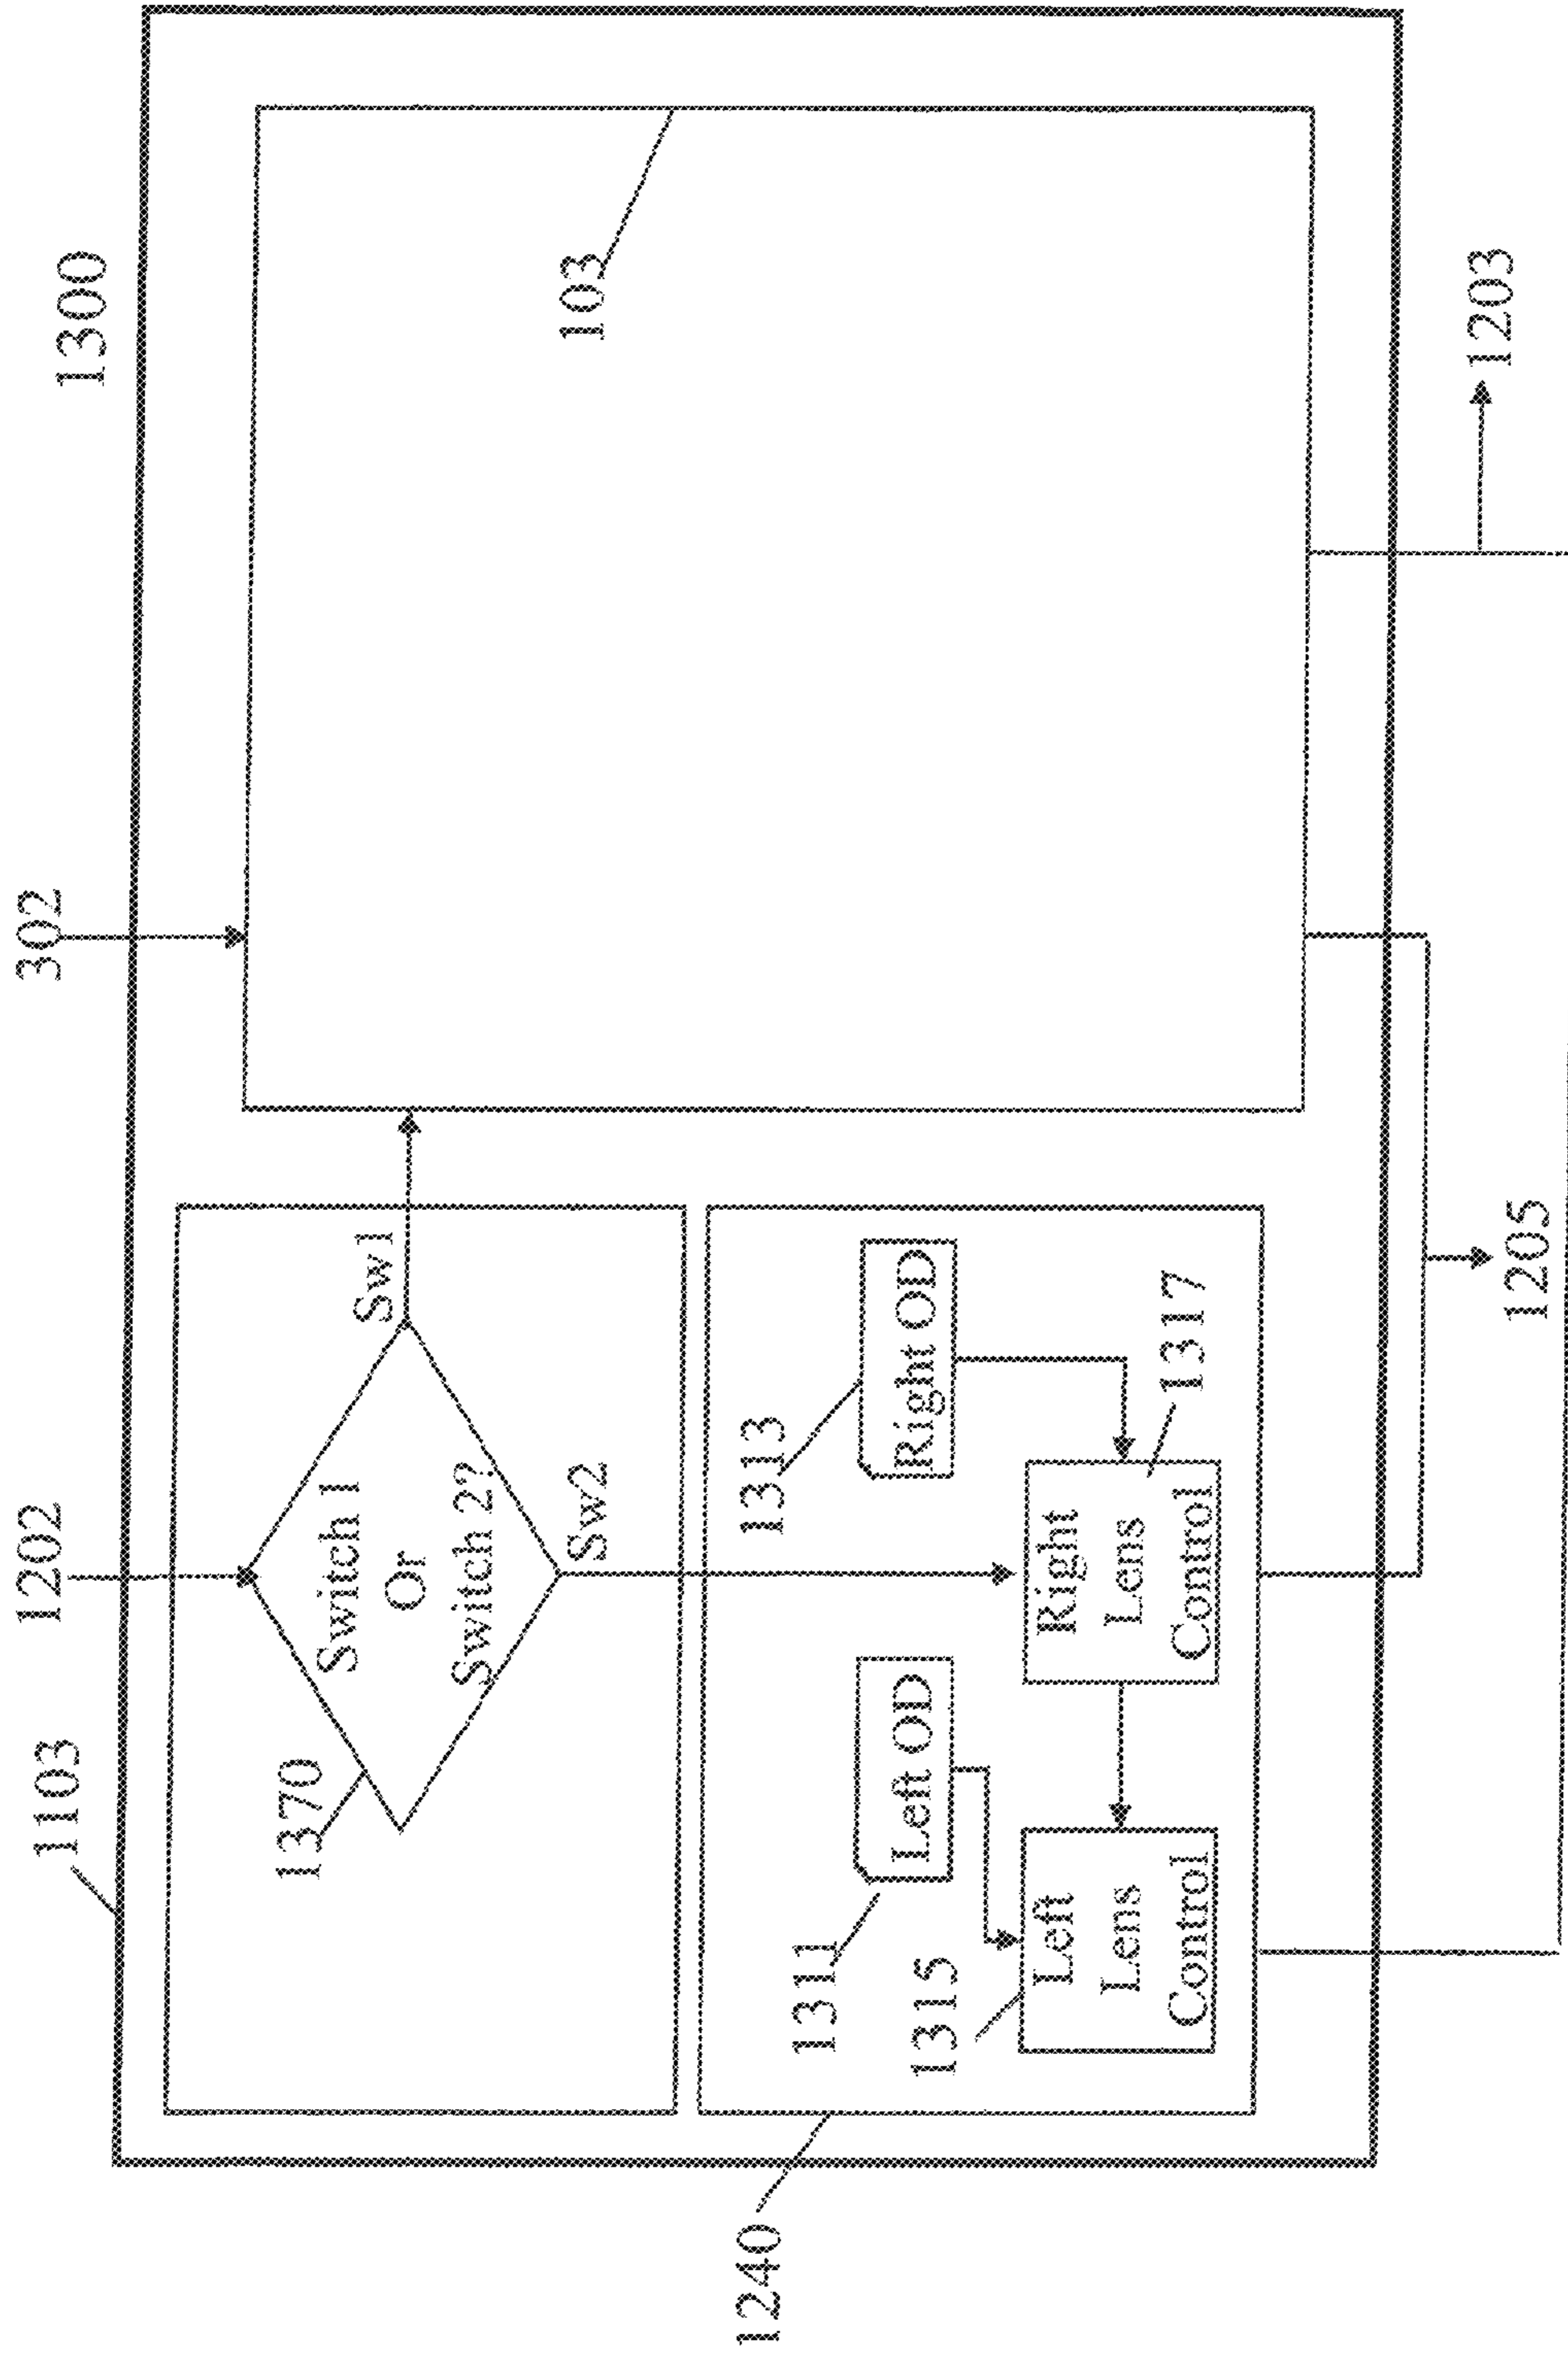 1300
302
1202
1103
1370
Switch 1
Or
Switch 2?
Sw1
Sw2
103
1240
1311
Left OD
1313
Right OD
1315
Left
Lens
Control
Right
Lens
Control
1317
1205
1203